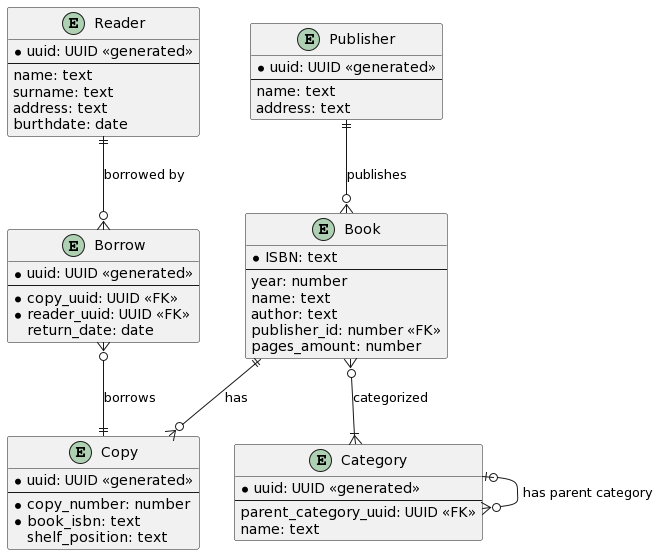 E Reader
* uuid: UUID «generated»
name: text
surname: text
address: text
burthdate: date
E Publisher
* uuid: UUID «generated»
name: text
address: text
borrowed by
publishes
E Borrow
* uuid: UUID «generated»
* copy_uuid: UUID «FK»
* reader_uuid: UUID «FK»
return_date: date
E Book
* ISBN: text
year: number
name: text
author: text
publisher_id: number «FK»
pages_amount: number
borrows
has
categorized
E Copy
* uuid: UUID «generated»
* copy_number: number
* book_isbn: text
shelf_position: text
E Category
* uuid: UUID «generated»
parent_category_uuid: UUID «FK»
name: text
has parent category